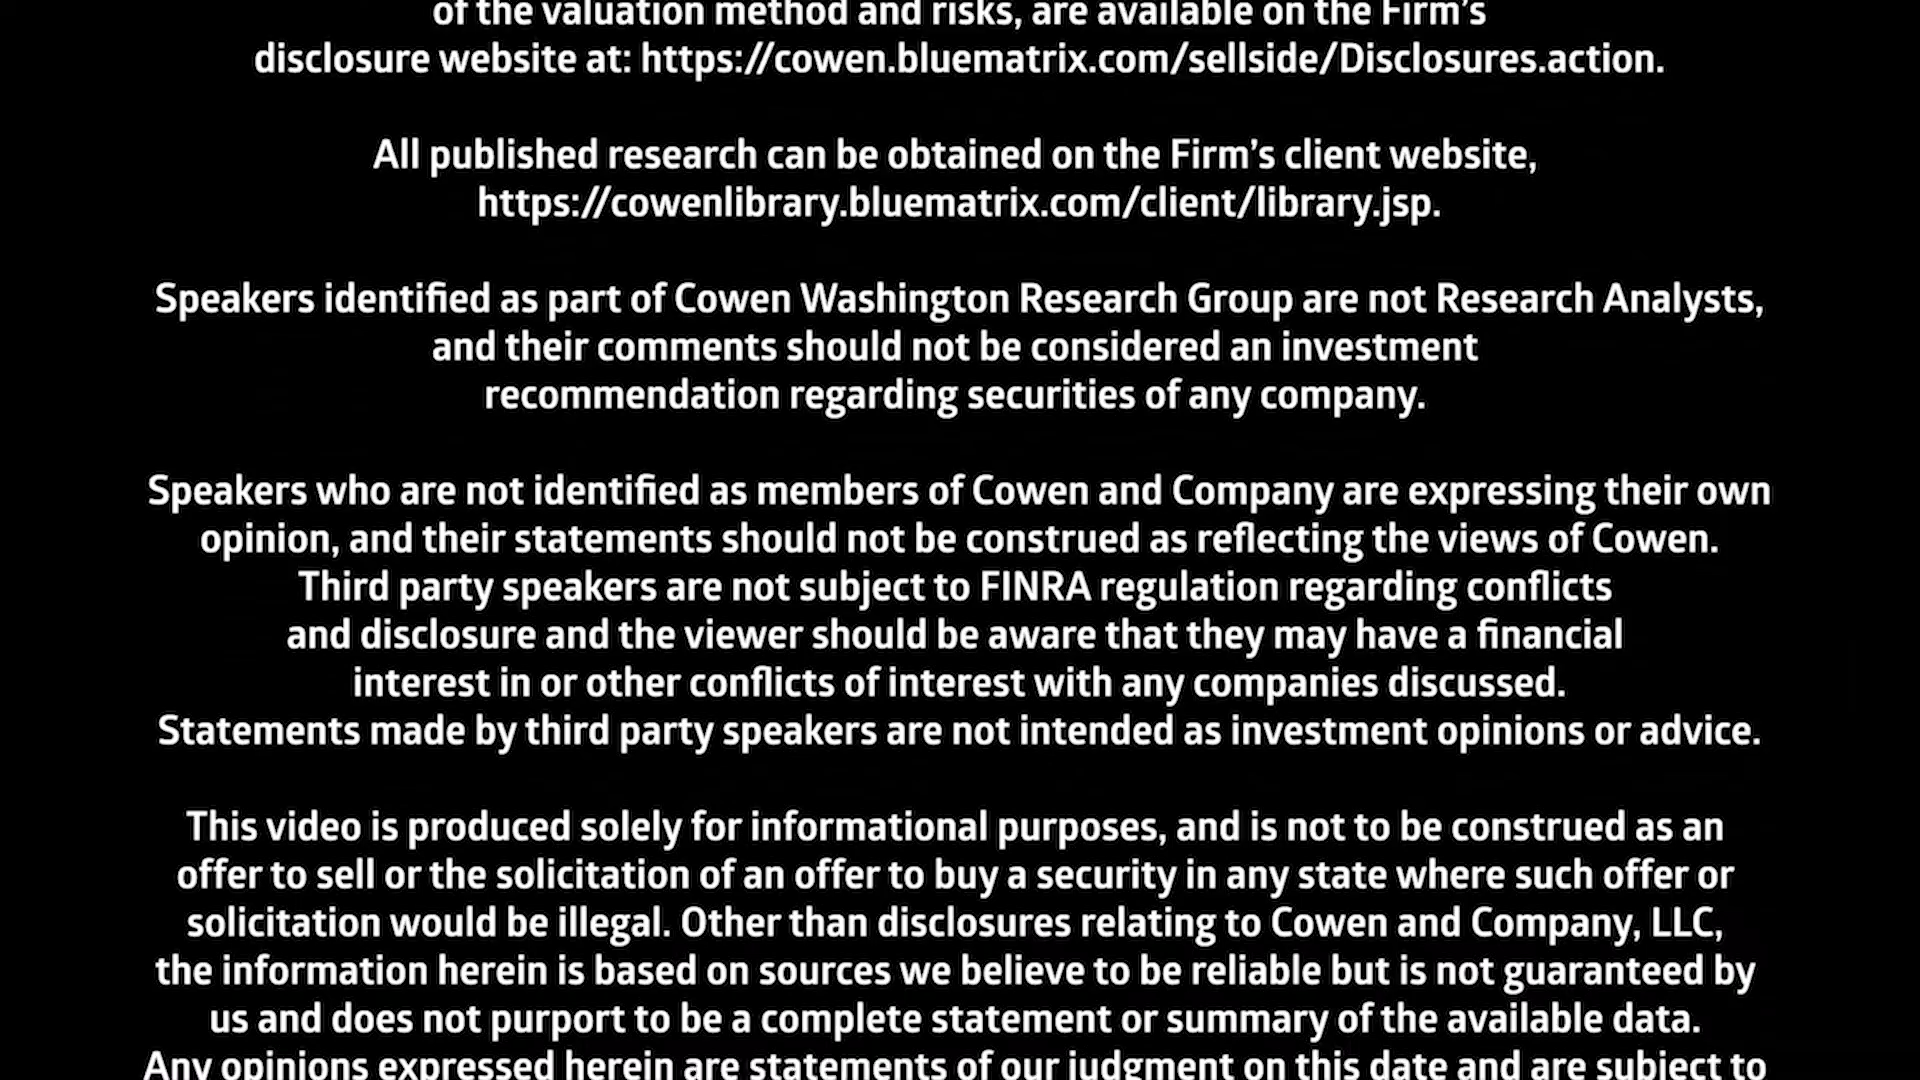 of the valuation method and risks, are available on the Firm’s
disclosure website at: https://cowen.bluematrix.com/sellside/Disclosures.action.
All published research can be obtained on the Firm’s client website,
https://cowenlibrary.bluematrix.com/client/library.jsp.
Speakers identified as part of Cowen Washington Research Group are not Research Analysts,
and their comments should not be considered an investment
recommendation regarding securities of any company.
Speakers who are not identified as members of Cowen and Company are expressing their own
opinion, and their statements should not be construed as reflecting the views of Cowen.
Third party speakers are not subject to FINRA regulation regarding conflicts
and disclosure and the viewer should be aware that they may have a financial
interest in or other conflicts of interest with any companies discussed.
Statements made by third party speakers are not intended as investment opinions or advice.
This video is produced solely for informational purposes, and is not to be construed as an
offer to sell or the solicitation of an offer to buy a security in any state where such offer or
solicitation would be illegal. Other than disclosures relating to Cowen and Company, LLC,
the information herein is based on sources we believe to be reliable but is not guaranteed by
us and does not purport to be a complete statement or summary of the available data.
Any opinions expressed herein are statements of our judgment on this date and are subject to